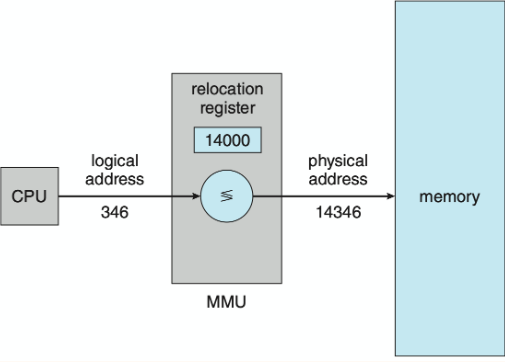 relocation
register
14000
logical
address
346
physical
address
14346
CPU
≶
memory
MMU